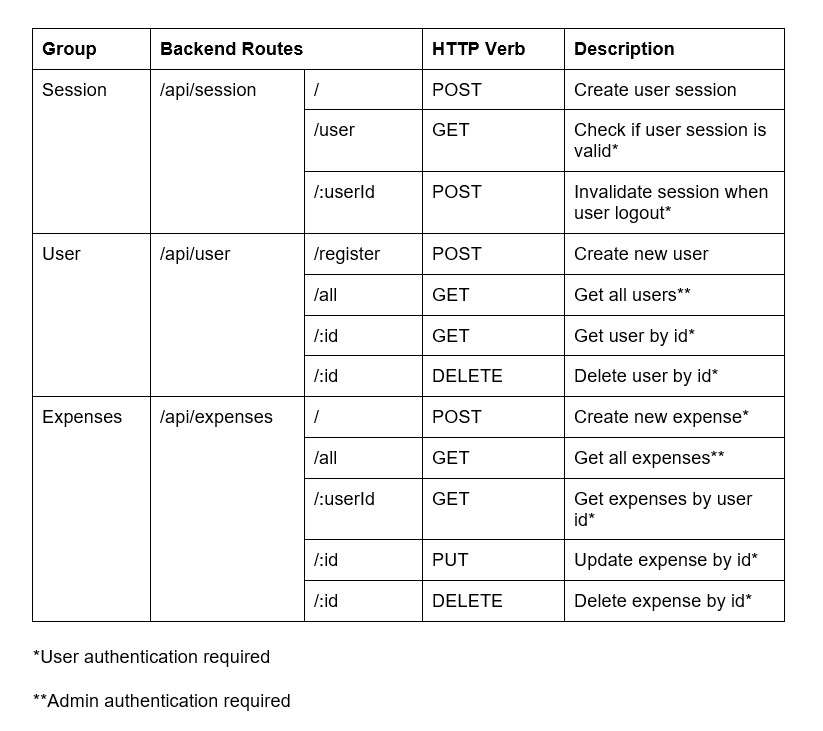 Group Backend Routes HTTP Verb Description
Session /api/session / POST Create user session
/user GET Check if user session is
valid*
/:userId POST Invalidate session when
user logout*
User /api/user /register POST Create new user
/all GET Get all users**
/:id GET Get user by id*
/:id DELETE Delete user by id*
Expenses /api/expenses / POST Create new expense*
/all GET Get all expenses**
/:userId GET Get expenses by user
id*
/:id PUT Update expense by id*
/:id DELETE Delete expense by id*
*User authentication required
**Admin authentication required